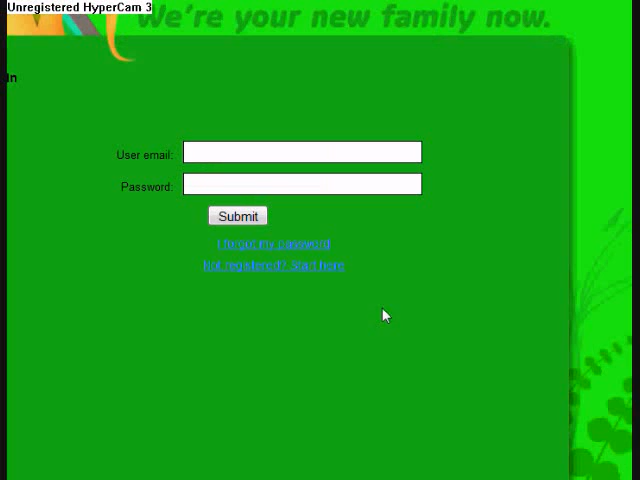 Unregistered HyperCam 3
We're your new family now.
In
User email:
Password:
Submit
I forgot my password
Not registered? Start here